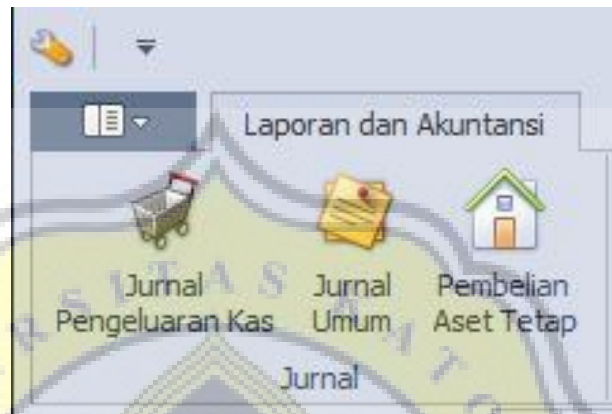 Laporan dan Akuntansi
Jurnal
Pengeluaran Kas
Jurnal
Umum
Pembelian
Aset Tetap
Jurnal